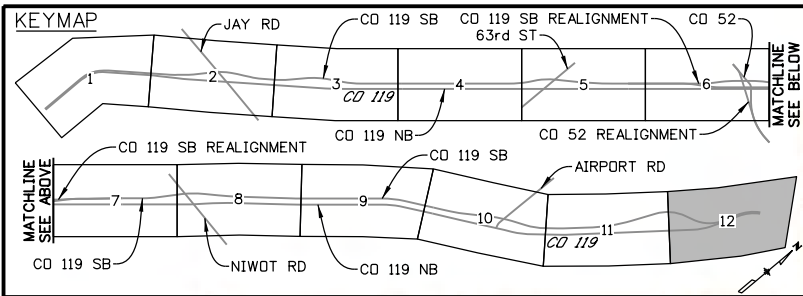 KEYMAP
JAY RD
CO 119 SB
CO 119 SB REALIGNMENT
63rd ST
CO 52
1
2
3
4
5
6
CO 119
CO 119 NB
CO 52 REALIGNMENT
MATCHLINE
SEE BELOW
MATCHLINE
SEE ABOVE
CO 119 SB REALIGNMENT
CO 119 SB
AIRPORT RD
7
8
9
10
11
12
CO 119
CO 119 SB
NIWOT RD
CO 119 NB
N